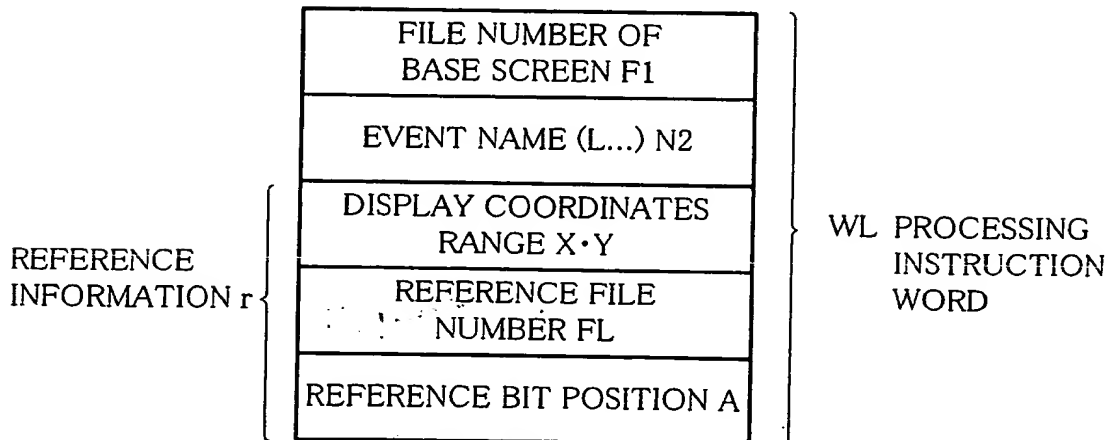 FILE NUMBER OF
BASE SCREEN F1
EVENT NAME (L...) N2
DISPLAY COORDINATES
RANGE X·Y
REFERENCE FILE
NUMBER FL
REFERENCE BIT POSITION A
REFERENCE
INFORMATION r
WL PROCESSING
INSTRUCTION
WORD